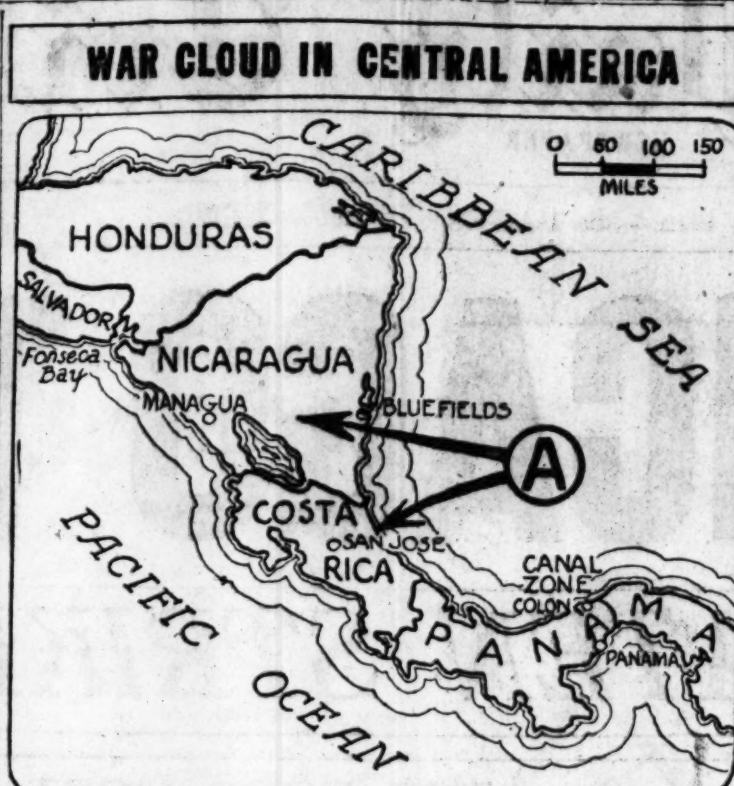 WAR CLOUD IN CENTRAL AMERICA
CARIBBEAN SEA
0 50 100 150
MILES
HONDURAS
SALVADOR
Fonseca
Bay
NICARAGUA
MANAGUA
BLUEFIELDS
A
COSTA
SAN JOSE
RICA
PACIFIC
OCEAN
CANAL
ZONE
COLON
PANAMA
PANAMA